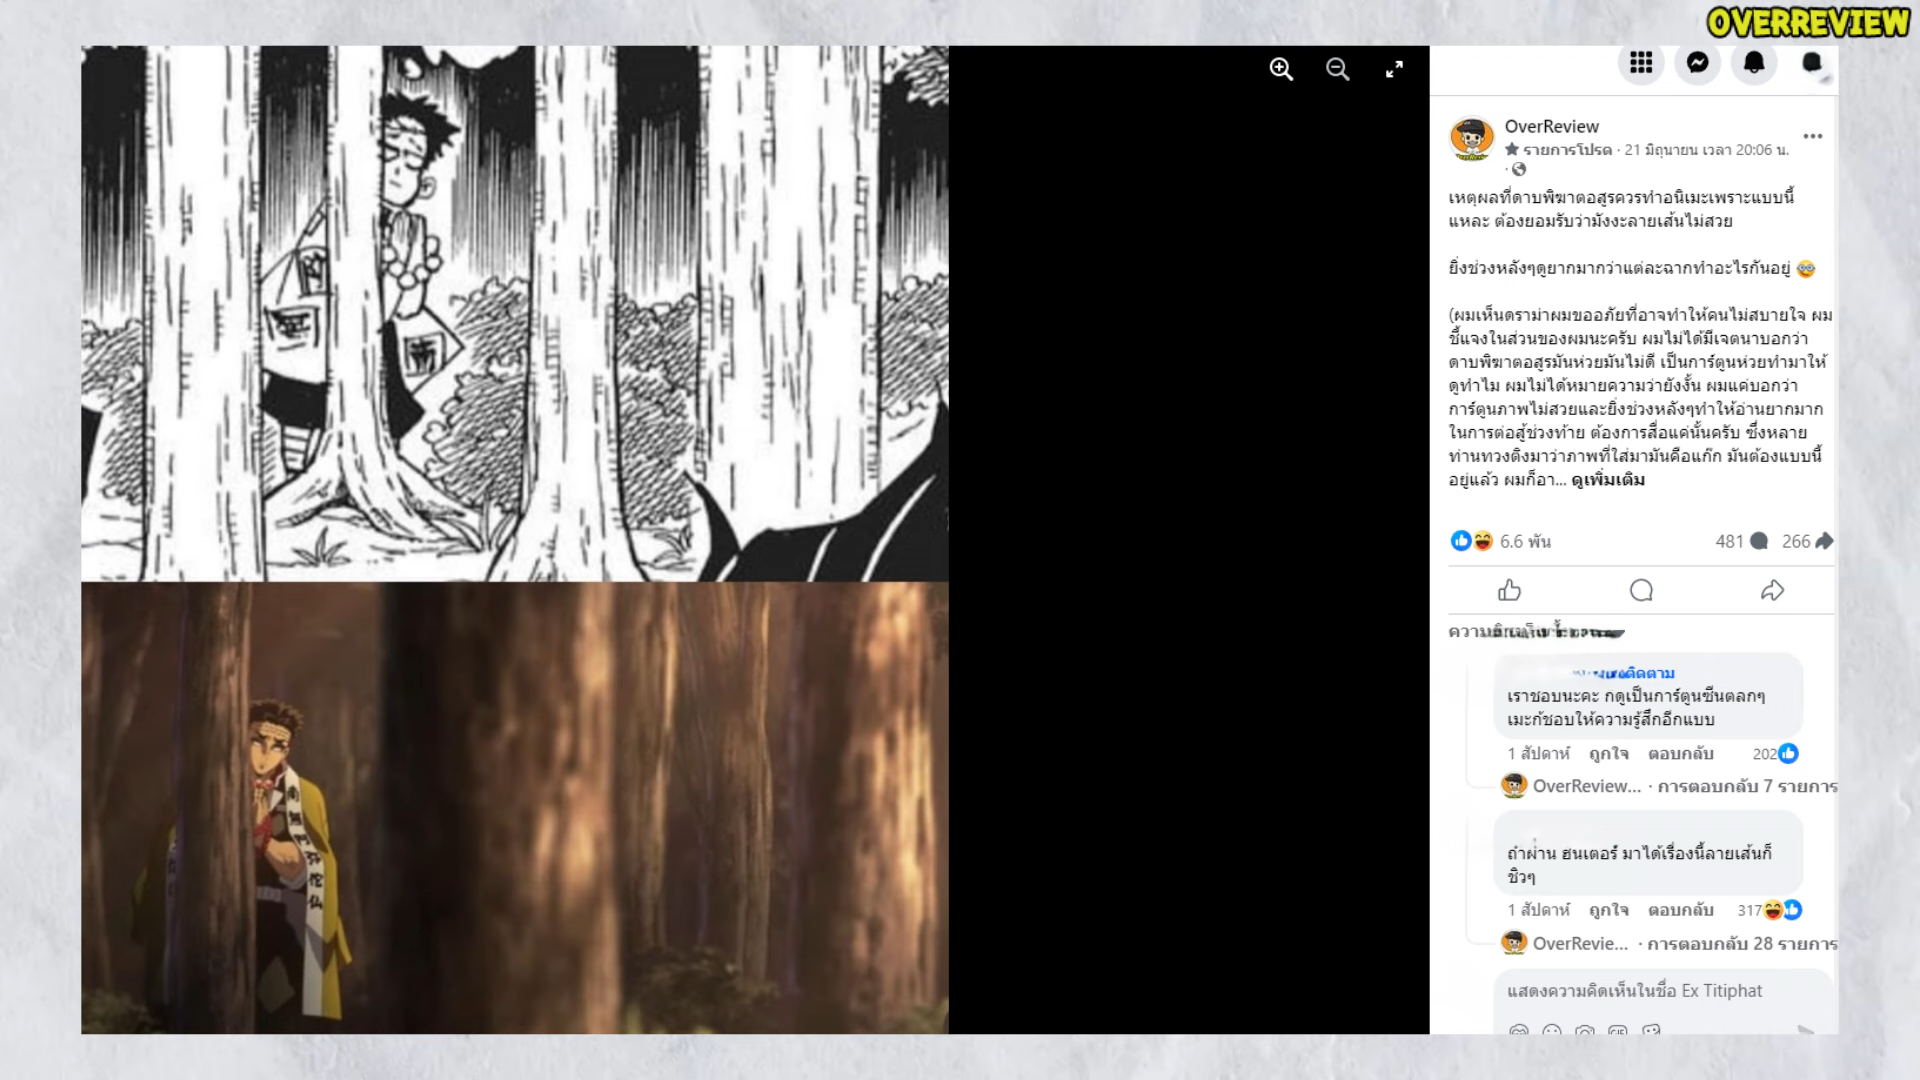 OVERREVIEW
OverReview
รายการโปรด · 21 มิถุนายน เวลา 20:06 น.
เหตุผลที่ดาบพิฆาตอสูรควรทำอนิเมะเพราะแบบนี้
แหละ ต้องยอมรับว่ามังงะลายเส้นไม่สวย
ยิ่งช่วงหลังๆดูยากมากว่าแต่ละฉากทำอะไรกันอยู่
(ผมเห็นดราม่าผมขออภัยที่อาจทำให้คนไม่สบายใจ ผม
ชี้แจงในส่วนของผมนะครับ ผมไม่ได้มีเจตนาบอกว่า
ดาบพิฆาตอสูรมันห่วยมันไม่ดี เป็นการ์ตูนห่วยทำมาให้
ดูทำไม ผมไม่ได้หมายความว่ายังงั้น ผมแค่บอกว่า
การ์ตูนภาพไม่สวยและยิ่งช่วงหลังๆทำให้อ่านยากมาก
ในการต่อสู้ช่วงท้าย ต้องการสื่อแค่นั้นครับ ซึ่งหลาย
ท่านทวงติงมาว่าภาพที่ใส่มามันคือแก๊ก มันต้องแบบนี้
อยู่แล้ว ผมก็อา... ดูเพิ่มเติม
6.6 พัน
481
266
ติดตาม
เราชอบนะคะ กดูเป็นการ์ตูนซีนตลกๆ
เมะก้ชอบให้ความรู้สึกอีกแบบ
1 สัปดาห์ ถูกใจ ตอบกลับ 202
OverReview... · การตอบกลับ 7 รายการ
ถ้าผ่าน ฮนเตอร์ มาได้เรื่องนี้ลายเส้นก็
ชิวๆ
1 สัปดาห์ ถูกใจ ตอบกลับ 317
OverRevie... · การตอบกลับ 28 รายการ
แสดงความคิดเห็นในชื่อ Ex Titiphat